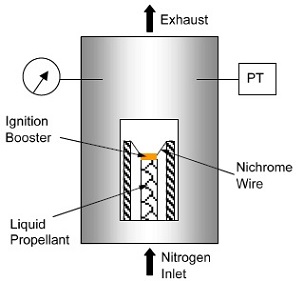 Exhaust
PT
Ignition
Booster
Nichrome
Wire
Liquid
Propellant
Nitrogen
Inlet